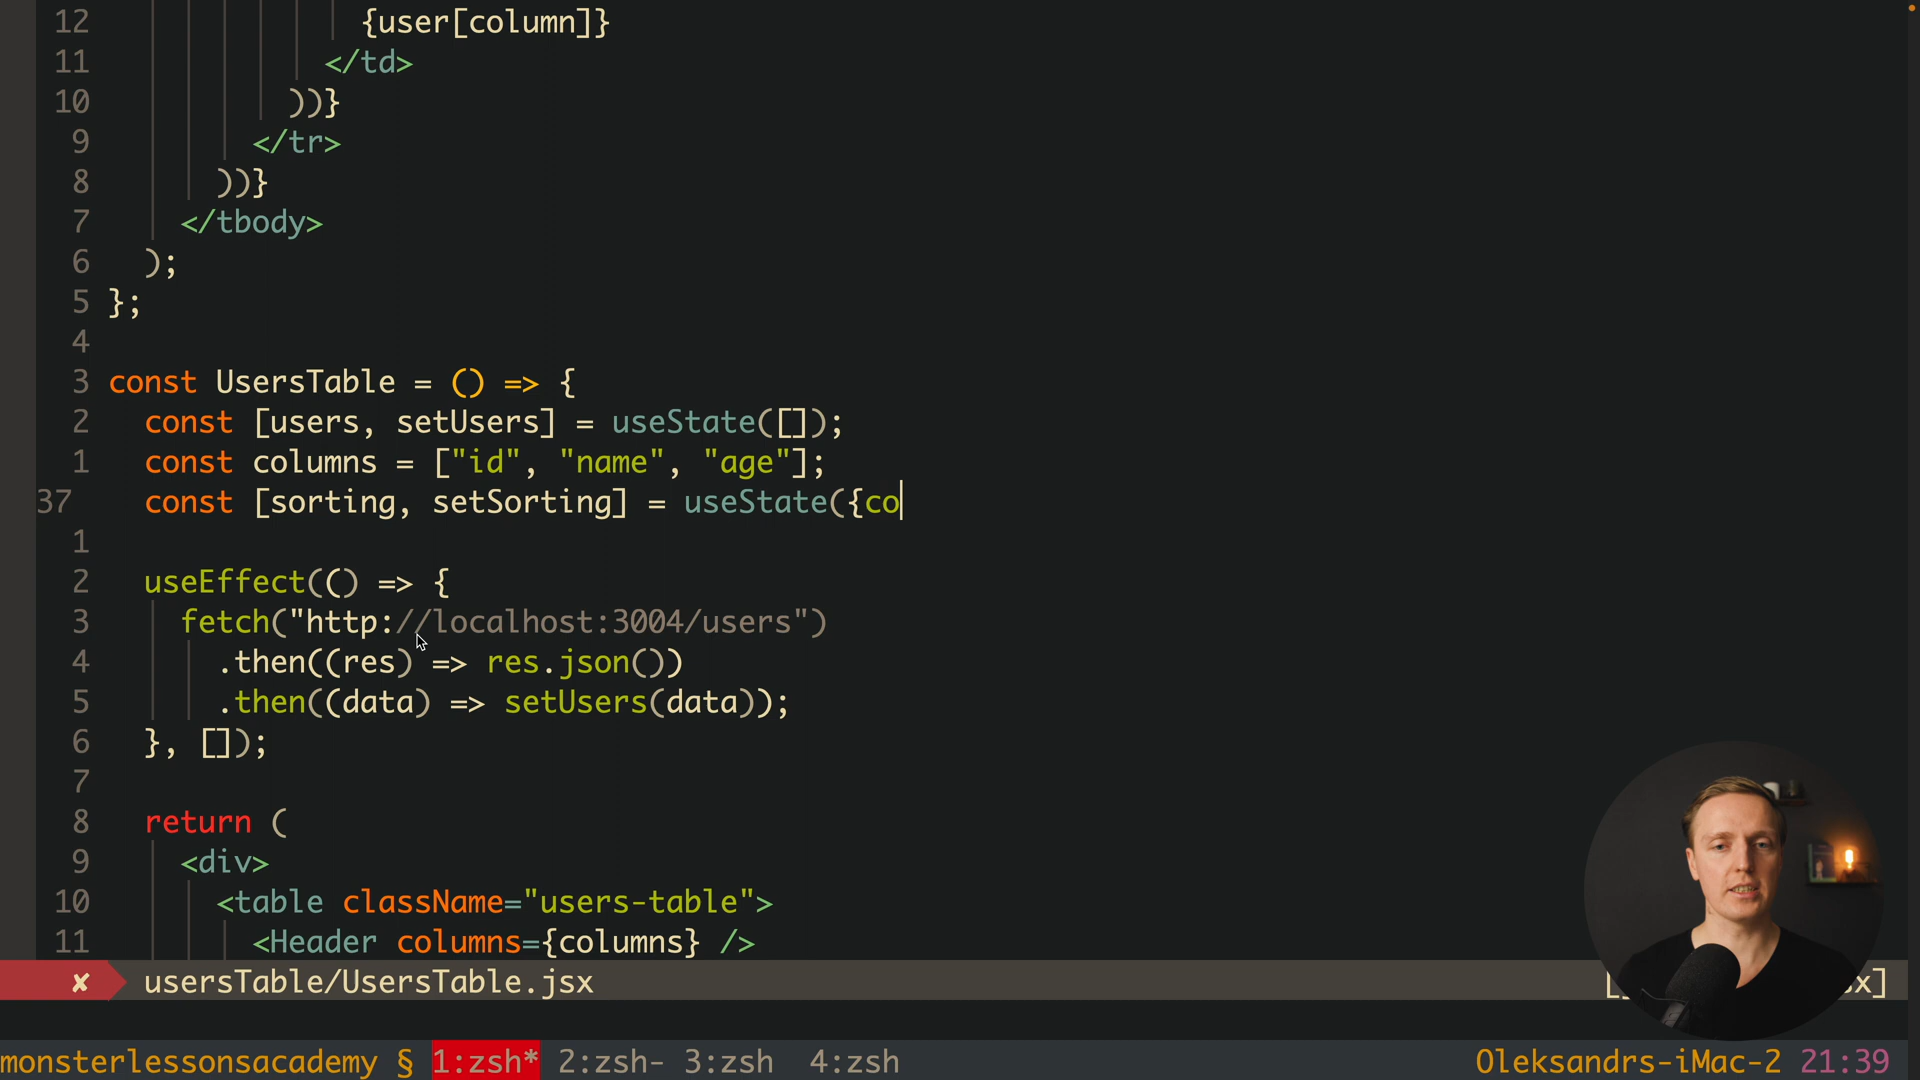 12 {user[column]}
11 </td>
10 ))}
9 </tr>
8 ))}
7 </tbody>
6 );
5 };
4
3 const UsersTable = () => {
2 const [users, setUsers] = useState([]);
1 const columns = ["id", "name", "age"];
37 const [sorting, setSorting] = useState({co
1
2 useEffect(() => {
3 fetch("http://localhost:3004/users")
4 .then((res) => res.json())
5 .then((data) => setUsers(data));
6 }, []);
7
8 return (
9 <div>
10 <table className="users-table">
11 <Header columns={columns} />
✘ usersTable/UsersTable.jsx
monsterlessonsacademy § 1:zsh* 2:zsh- 3:zsh 4:zsh Oleksandrs-iMac-2 21:39